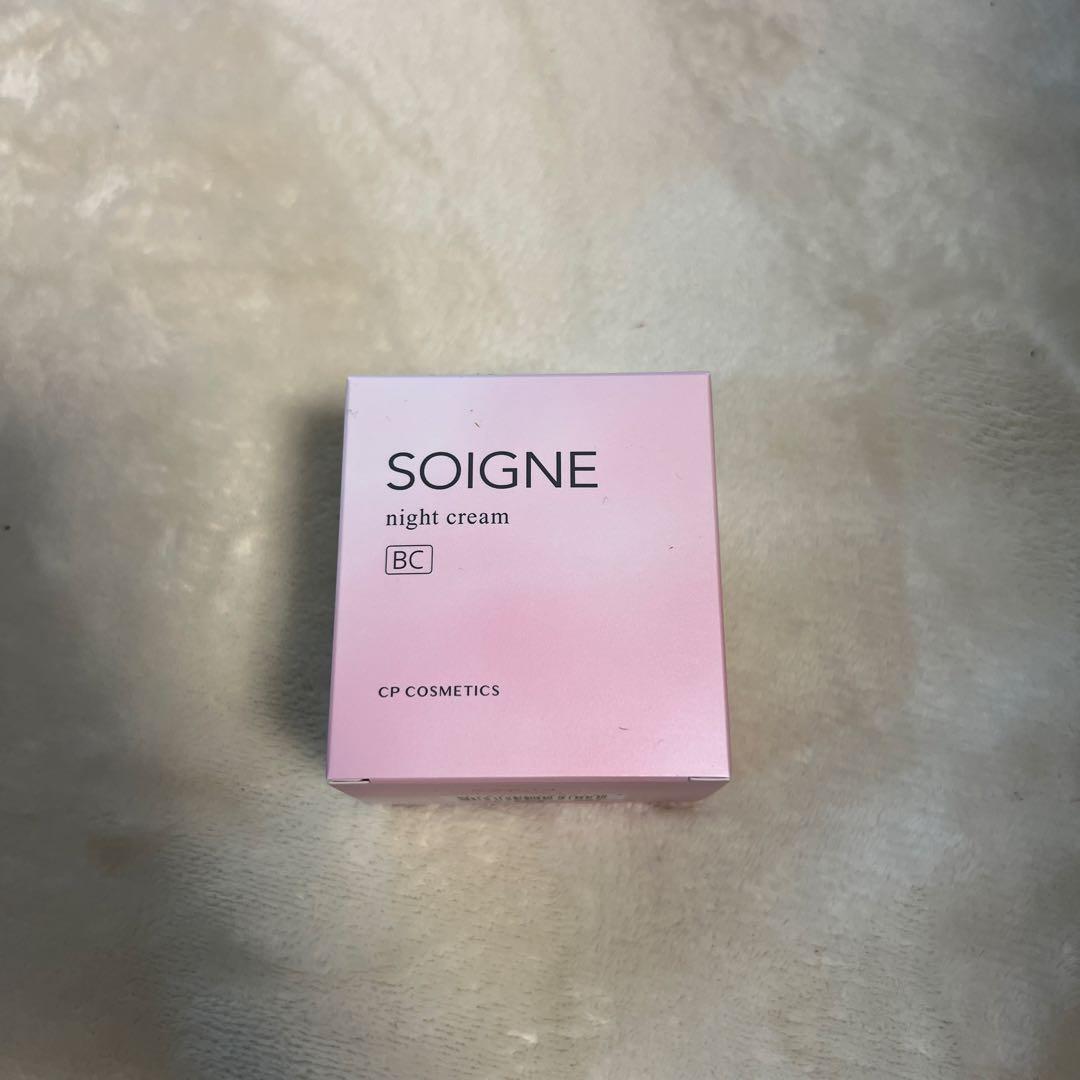 SOIGNE
night cream
BC
CP COSMETICS